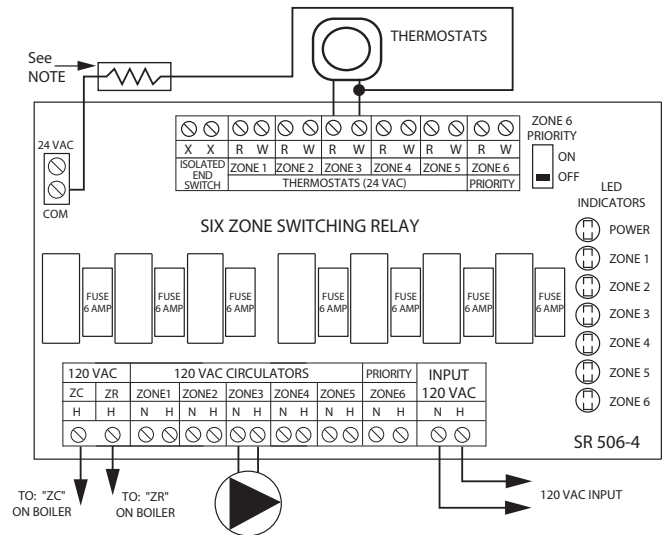 See
NOTE
THERMOSTATS
24 VAC
COM
X X R W R W R W R W R W R W
ISOLATED
END
SWITCH
ZONE 1 ZONE 2 ZONE 3 ZONE 4 ZONE 5 ZONE 6
THERMOSTATS (24 VAC) PRIORITY
ZONE 6
PRIORITY
ON
OFF
LED
INDICATORS
POWER
ZONE 1
ZONE 2
ZONE 3
ZONE 4
ZONE 5
ZONE 6
SIX ZONE SWITCHING RELAY
FUSE
6 AMP
FUSE
6 AMP
FUSE
6 AMP
FUSE
6 AMP
FUSE
6 AMP
FUSE
6 AMP
FUSE
6 AMP
120 VAC 120 VAC CIRCULATORS PRIORITY INPUT
120 VAC
ZC ZR ZONE1 ZONE2 ZONE3 ZONE4 ZONE5 ZONE6
H H N H N H N H N H N H N H N H
SR 506-4
TO: "ZC"
ON BOILER
TO: "ZR"
ON BOILER
120 VAC INPUT